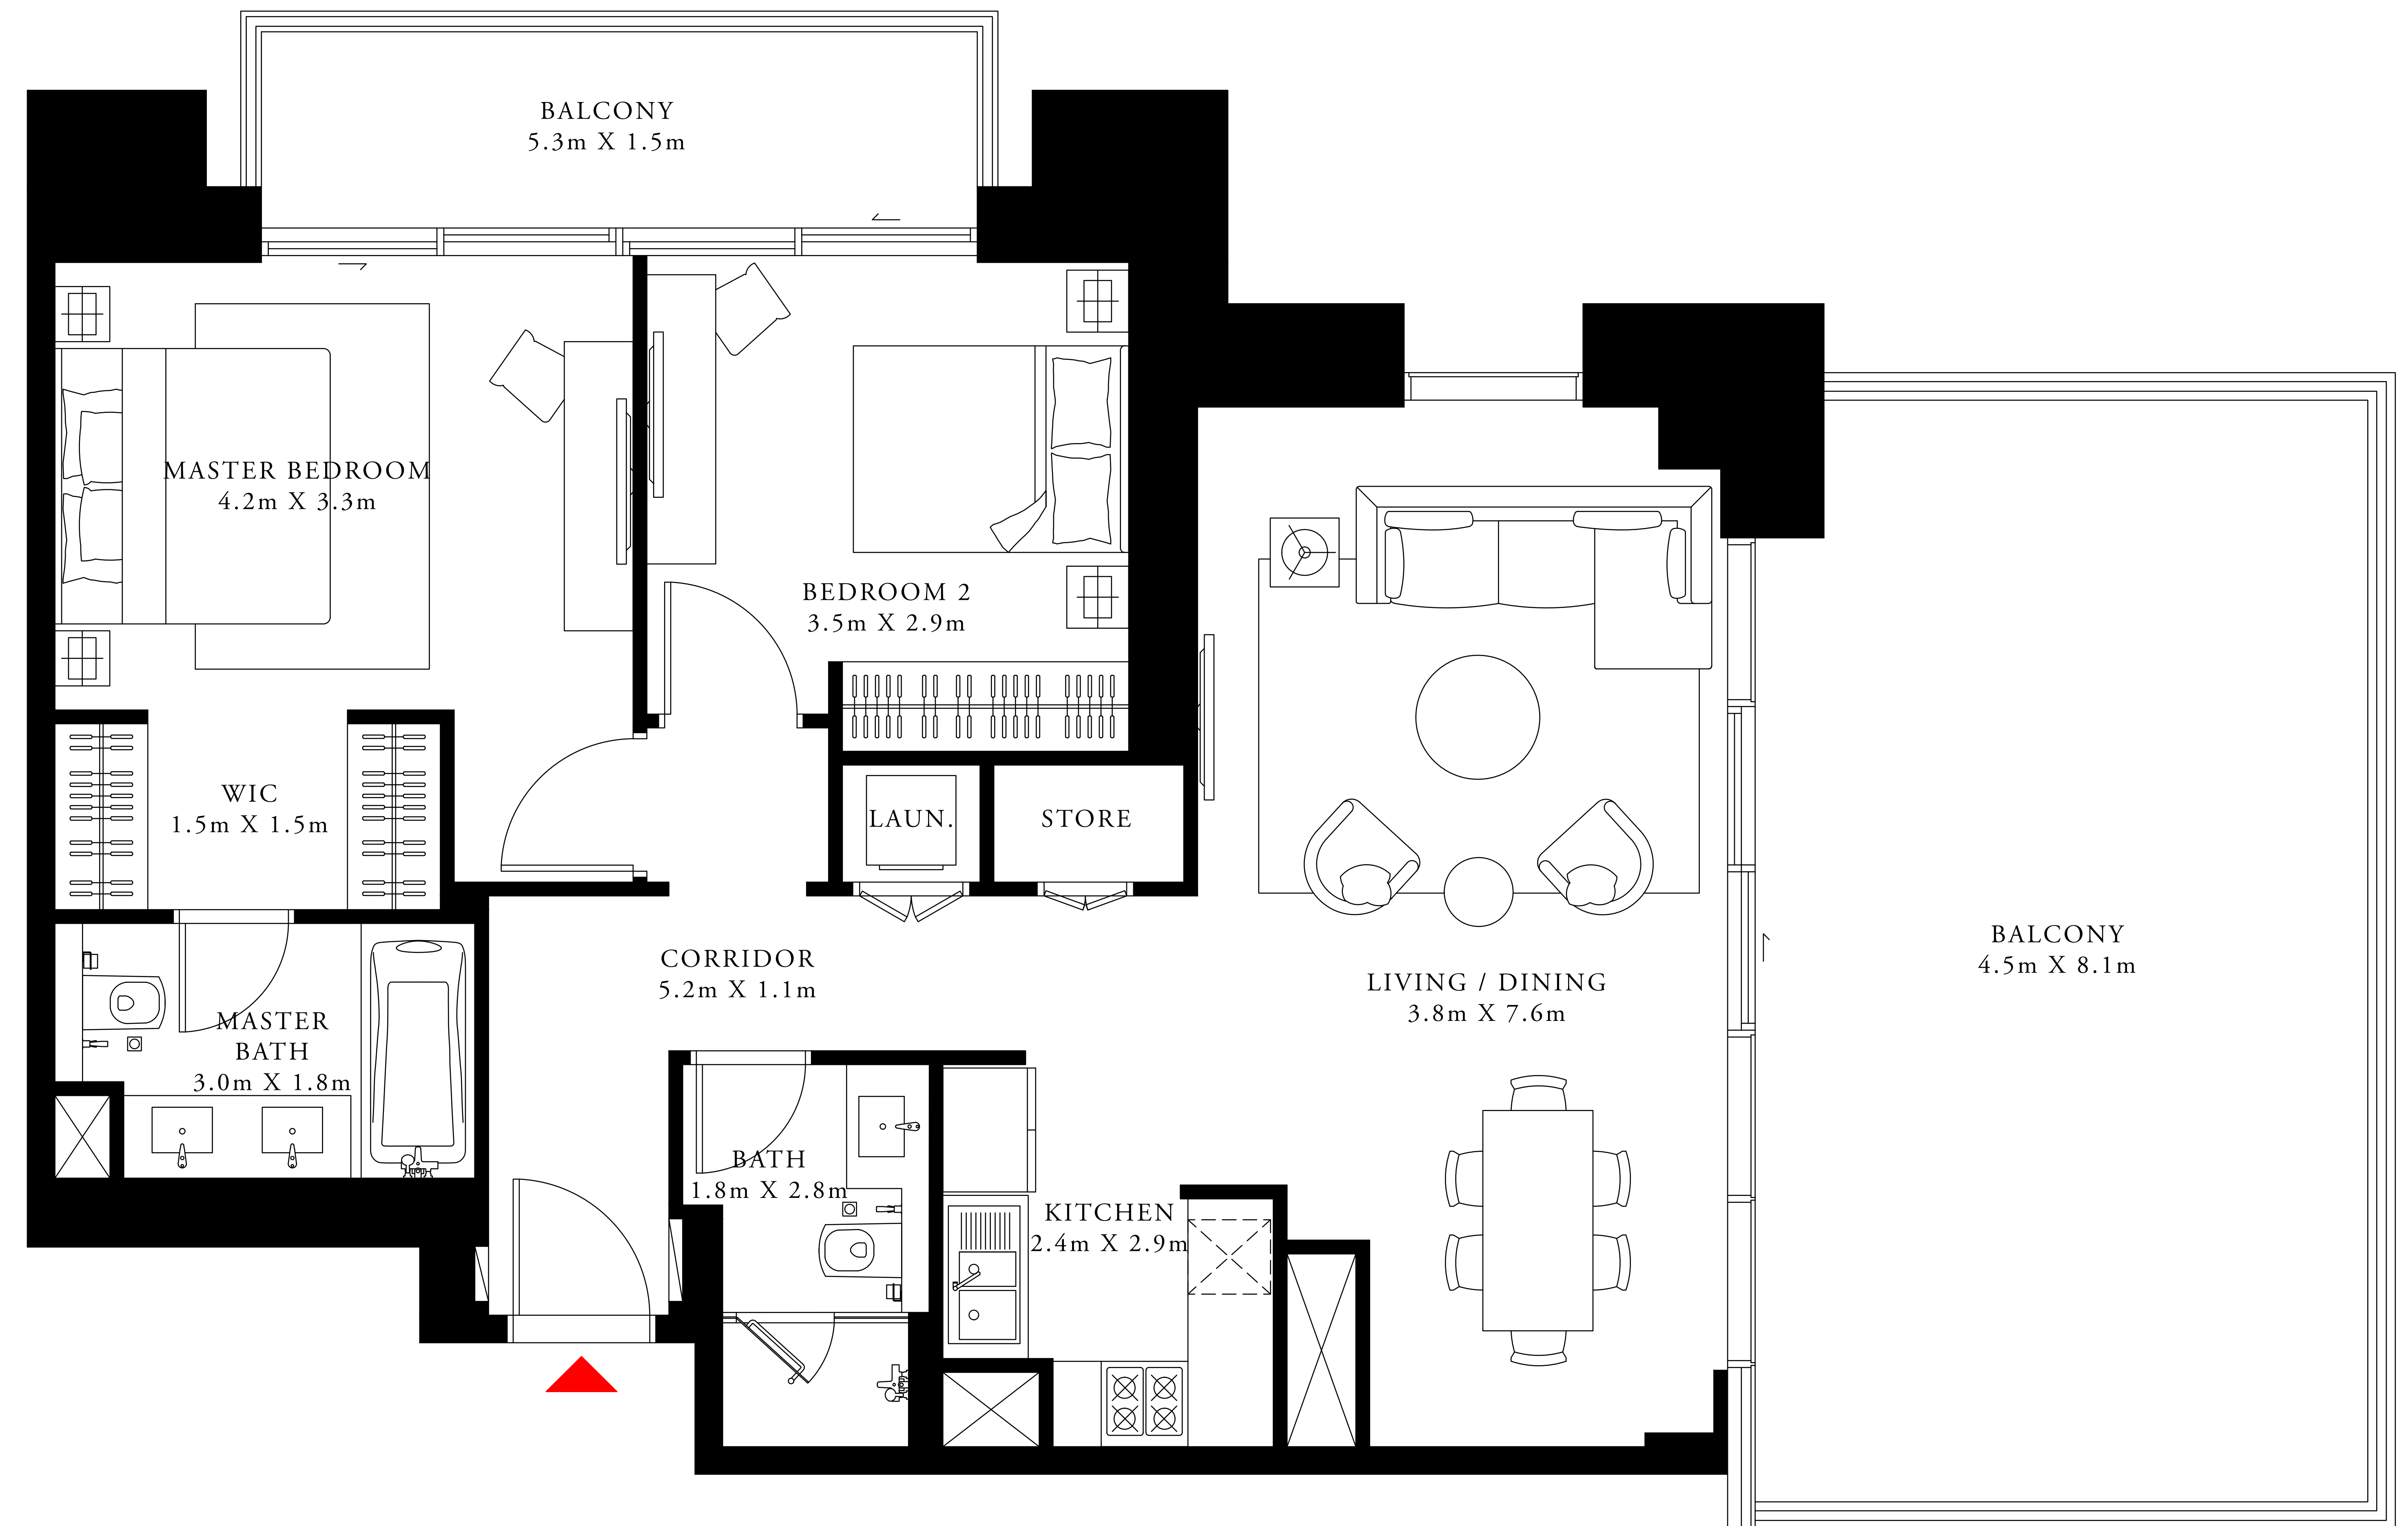 BALCONY
5.3m X 1.5m
MASTER BEDROOM
4.2m X 3.3m
BEDROOM 2
3.5m X 2.9m
WIC
1.5m X 1.5m
LAUN.
STORE
CORRIDOR
5.2m X 1.1m
LIVING / DINING
3.8m X 7.6m
BALCONY
4.5m X 8.1m
MASTER
BATH
3.0m X 1.8m
BATH
1.8m X 2.8m
KITCHEN
2.4m X 2.9m